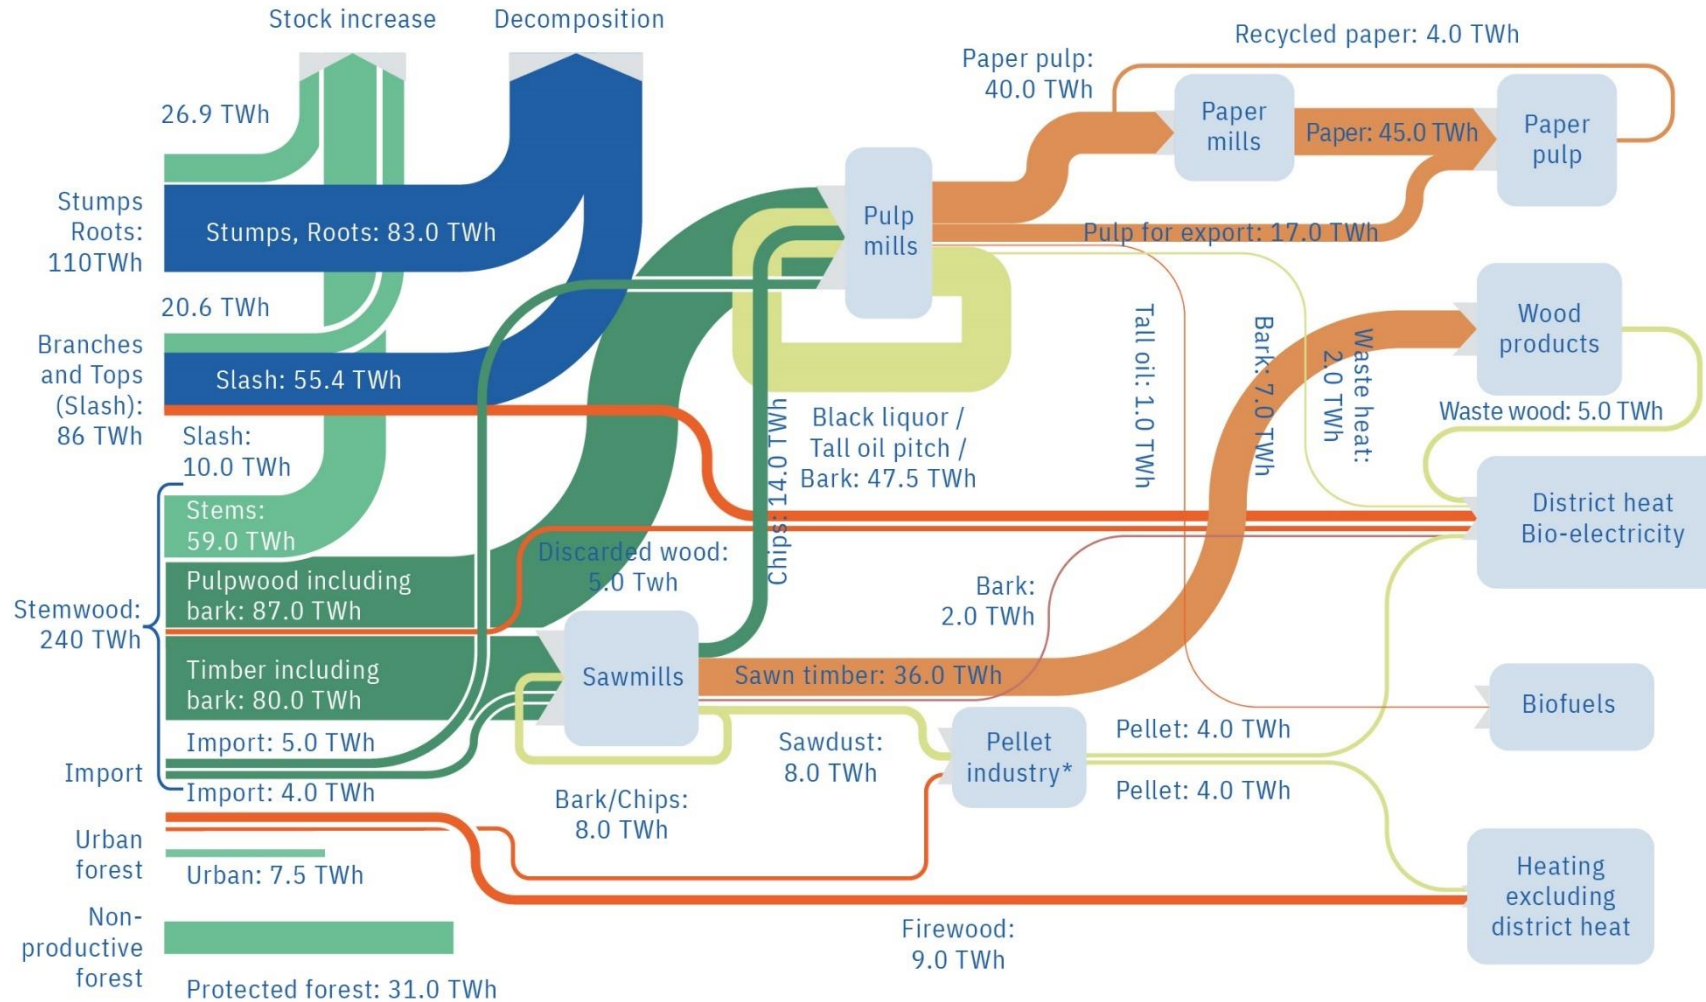 Stock increase
Decomposition
Recycled paper: 4.0 TWh
Paper pulp:
40.0 TWh
26.9 TWh
Paper
mills
Paper: 45.0 TWh
Paper
pulp
Stumps
Roots:
110TWh
Stumps, Roots: 83.0 TWh
Pulp
mills
Pulp for export: 17.0 TWh
20.6 TWh
Branches
and Tops
(Slash):
86 TWh
Slash: 55.4 TWh
Slash:
10.0 TWh
Black liquor /
Tall oil pitch /
Bark: 47.5 TWh
Chips: 14.0 TWh
Tall oil: 1.0 TWh
Bark: 7.0 TWh
Waste heat:
2.0 TWh
Wood
products
Waste wood: 5.0 TWh
District heat
Bio-electricity
Stems:
59.0 TWh
Discarded wood:
5.0 Twh
Stemwood:
240 TWh
Pulpwood including
bark: 87.0 TWh
Bark:
2.0 TWh
Timber including
bark: 80.0 TWh
Sawmills
Sawn timber: 36.0 TWh
Biofuels
Import
Import: 5.0 TWh
Import: 4.0 TWh
Sawdust:
8.0 TWh
Pellet
industry*
Pellet: 4.0 TWh
Pellet: 4.0 TWh
Bark/Chips:
8.0 TWh
Urban
forest
Urban: 7.5 TWh
Heating
excluding
district heat
Firewood:
9.0 TWh
Non-
productive
forest
Protected forest: 31.0 TWh